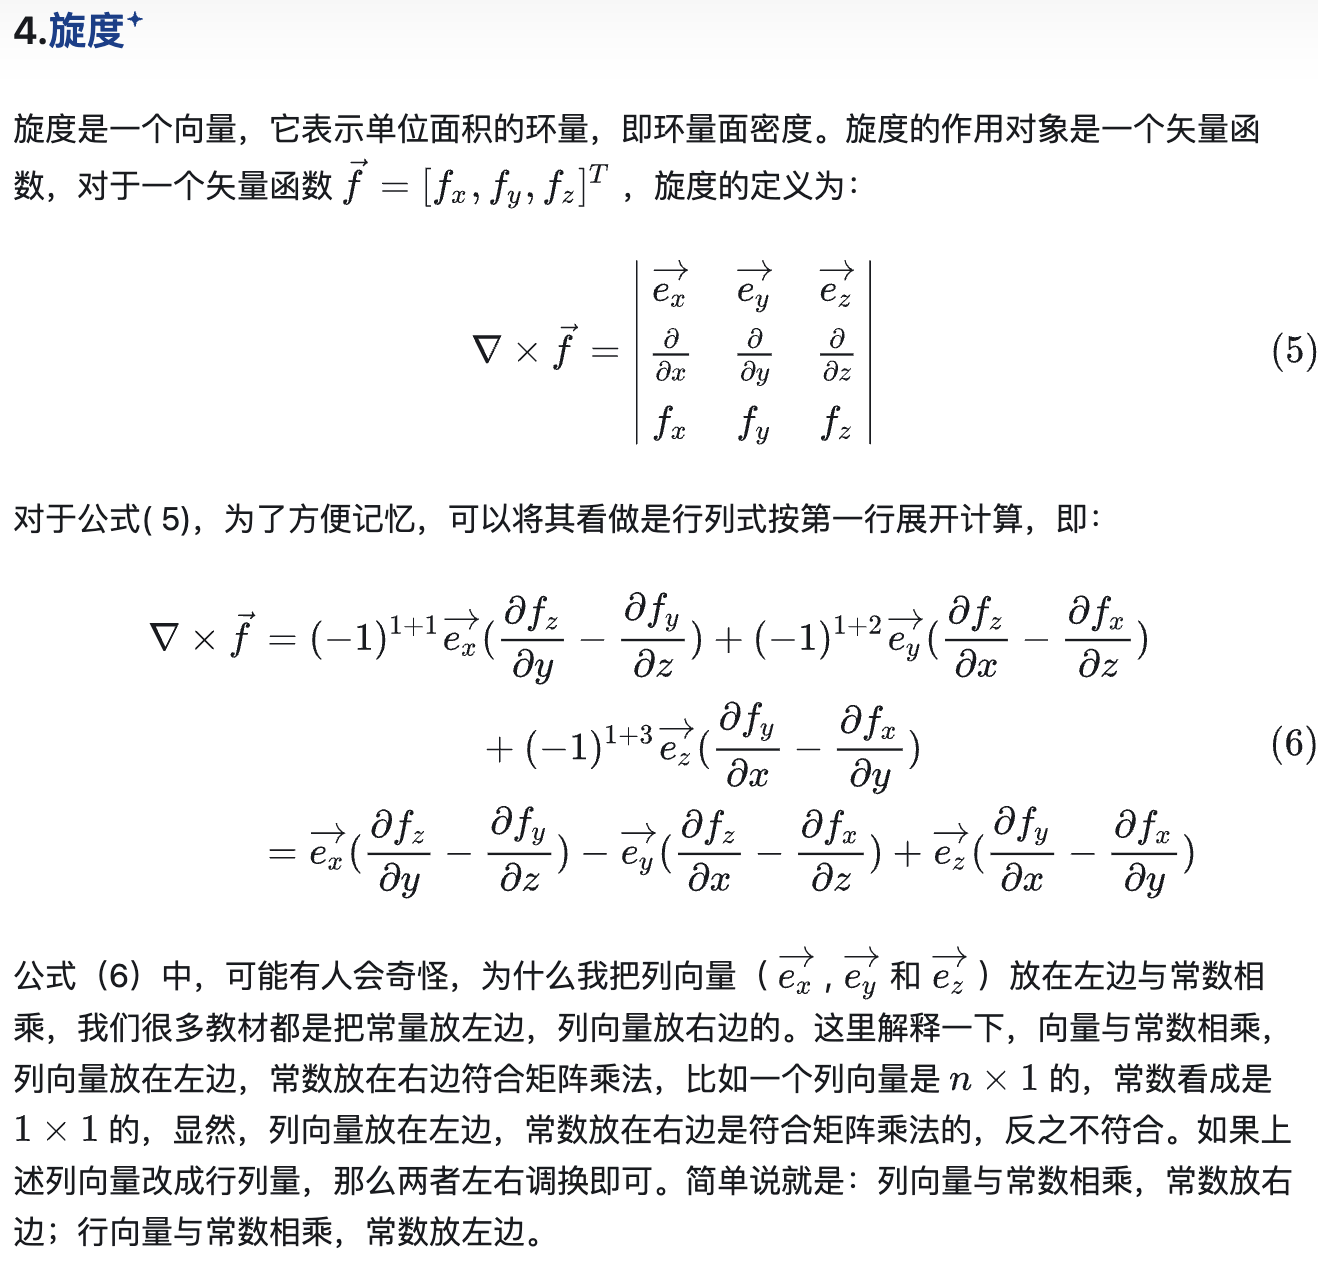 4.旋度
旋度是一个向量，它表示单位面积的环量，即环量面密度。旋度的作用对象是一个矢量函
数，对于一个矢量函数 $\vec{f} = [f_x, f_y, f_z]^T$ ，旋度的定义为：
$\nabla \times \vec{f} = \begin{vmatrix} \overrightarrow{e_x} & \overrightarrow{e_y} & \overrightarrow{e_z} \\ \frac{\partial}{\partial x} & \frac{\partial}{\partial y} & \frac{\partial}{\partial z} \\ f_x & f_y & f_z \end{vmatrix}$ (5)
对于公式( 5)，为了方便记忆，可以将其看做是行列式按第一行展开计算，即：
$\nabla \times \vec{f} = (-1)^{1+1}\overrightarrow{e_x}(\frac{\partial f_z}{\partial y} - \frac{\partial f_y}{\partial z}) + (-1)^{1+2}\overrightarrow{e_y}(\frac{\partial f_z}{\partial x} - \frac{\partial f_x}{\partial z})$
$+ (-1)^{1+3}\overrightarrow{e_z}(\frac{\partial f_y}{\partial x} - \frac{\partial f_x}{\partial y})$ (6)
$= \overrightarrow{e_x}(\frac{\partial f_z}{\partial y} - \frac{\partial f_y}{\partial z}) - \overrightarrow{e_y}(\frac{\partial f_z}{\partial x} - \frac{\partial f_x}{\partial z}) + \overrightarrow{e_z}(\frac{\partial f_y}{\partial x} - \frac{\partial f_x}{\partial y})$
公式（6）中，可能有人会奇怪，为什么我把列向量（ $\overrightarrow{e_x}$ , $\overrightarrow{e_y}$ 和 $\overrightarrow{e_z}$ ）放在左边与常数相
乘，我们很多教材都是把常量放左边，列向量放右边的。这里解释一下，向量与常数相乘，
列向量放在左边，常数放在右边符合矩阵乘法，比如一个列向量是 $n \times 1$ 的，常数看成是
$1 \times 1$ 的，显然，列向量放在左边，常数放在右边是符合矩阵乘法的，反之不符合。如果上
述列向量改成行列量，那么两者左右调换即可。简单说就是：列向量与常数相乘，常数放右
边；行向量与常数相乘，常数放左边。